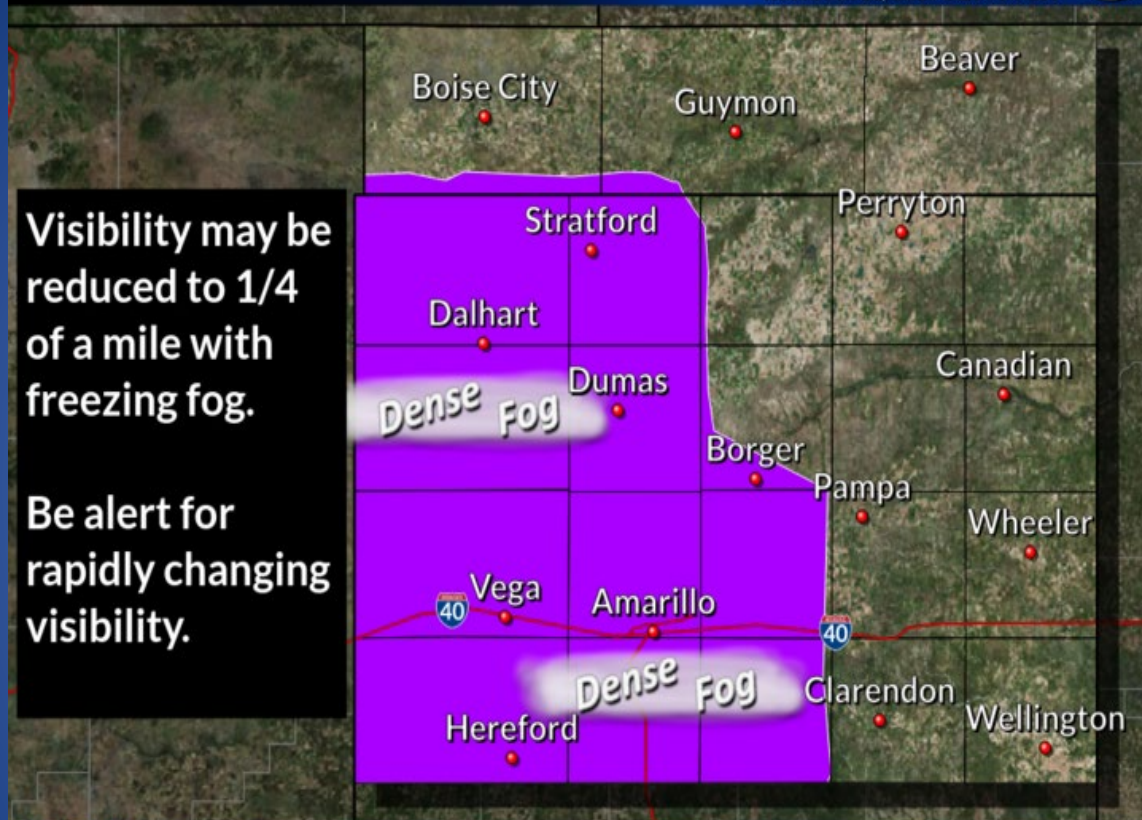 Beaver
Boise City
Guymon
Perryton
Stratford
Visibility may be
reduced to 1/4
of a mile with
freezing fog.
Be alert for
rapidly changing
visibility.
Dalhart
Canadian
Dumas
Dense Fog
Borger
Pampa
Wheeler
Vega
40
Amarillo
40
Dense Fog
Clarendon
Wellington
Hereford